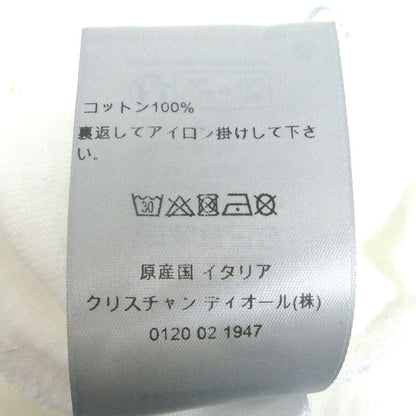 コットン100%
裏返してアイロン掛けして下さ
い。
30
原産国 イタリア
クリスチャン ディオール(株)
0120 02 1947